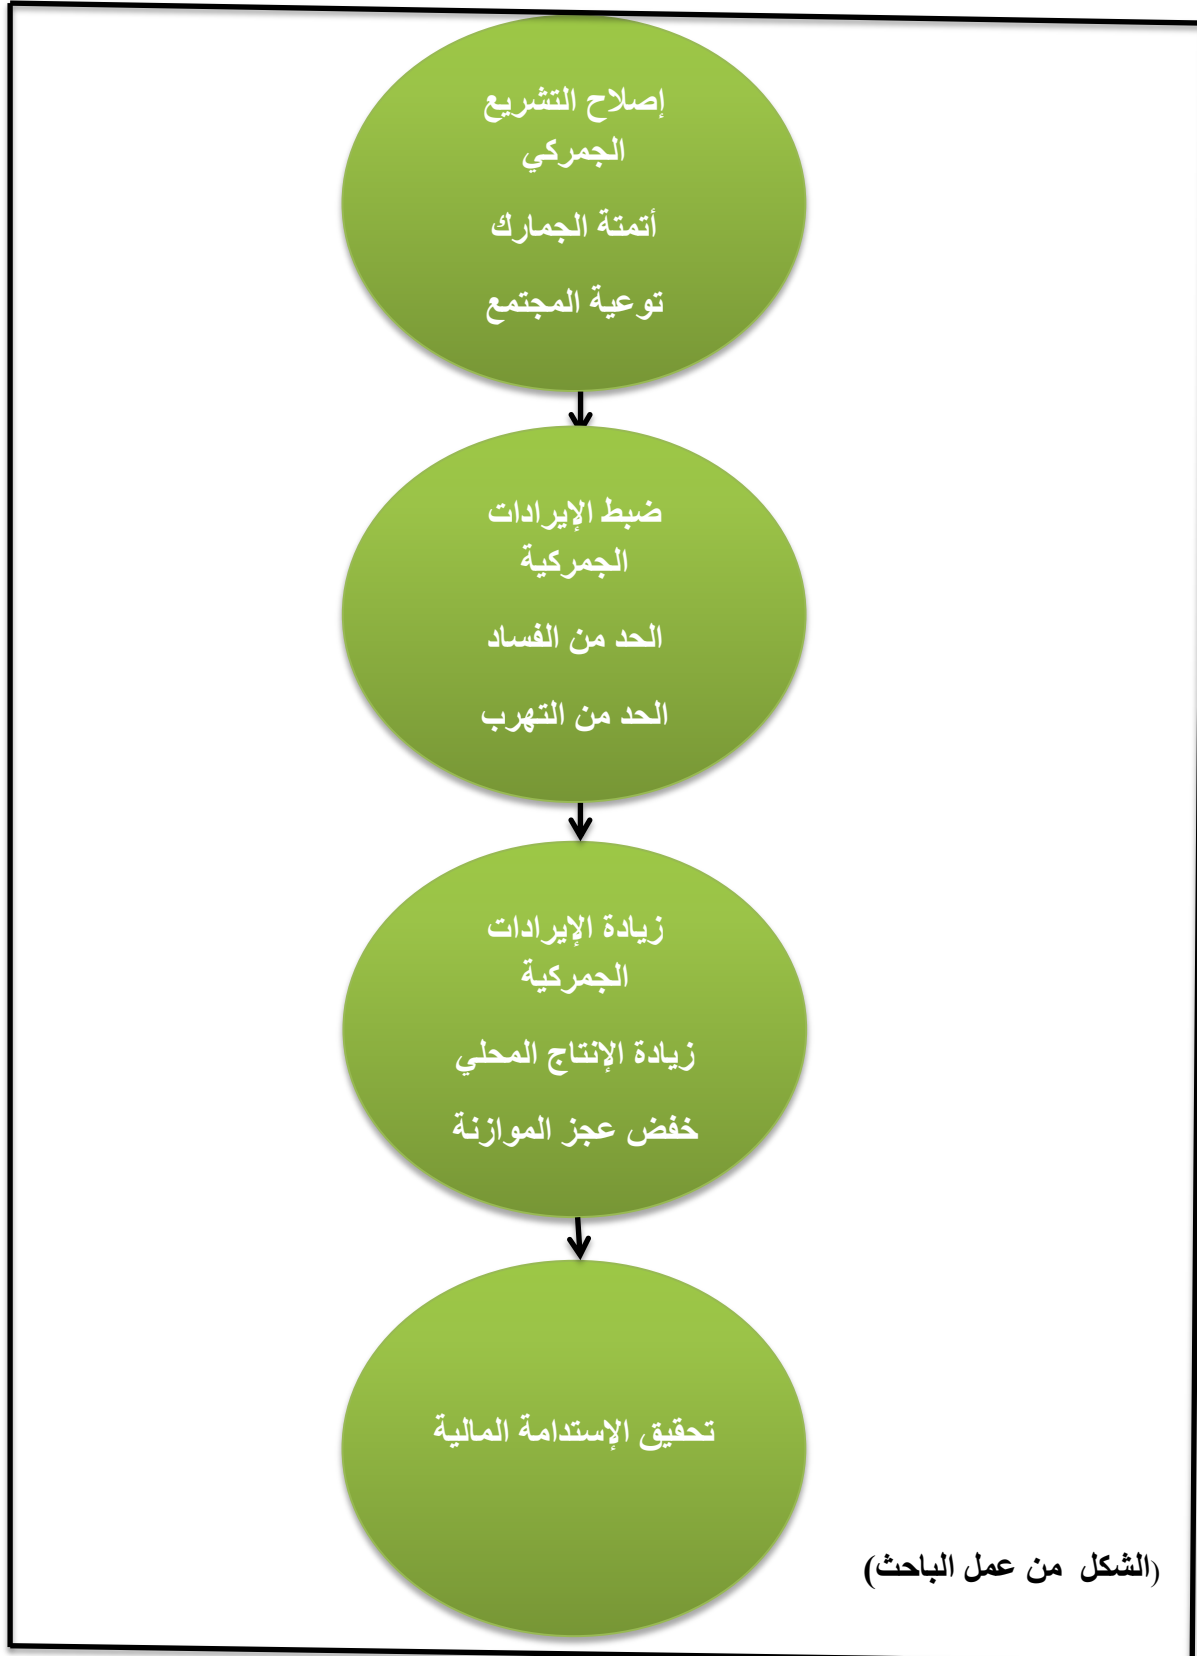 إصلاح التشريع
الجمركي
أتمتة الجمارك
توعية المجتمع
ضبط الإيرادات
الجمركية
الحد من الفساد
الحد من التهرب
زيادة الإيرادات
الجمركية
زيادة الإنتاج المحلي
خفض عجز الموازنة
تحقيق الإستدامة المالية
(الشكل من عمل الباحث)